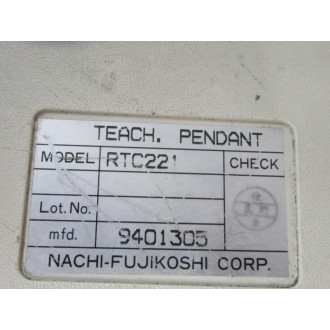 TEACH. PENDANT
MODEL RTC221 CHECK
Lot.No.
mfd. 9401305
NACHI-FUJIKOSHI CORP.